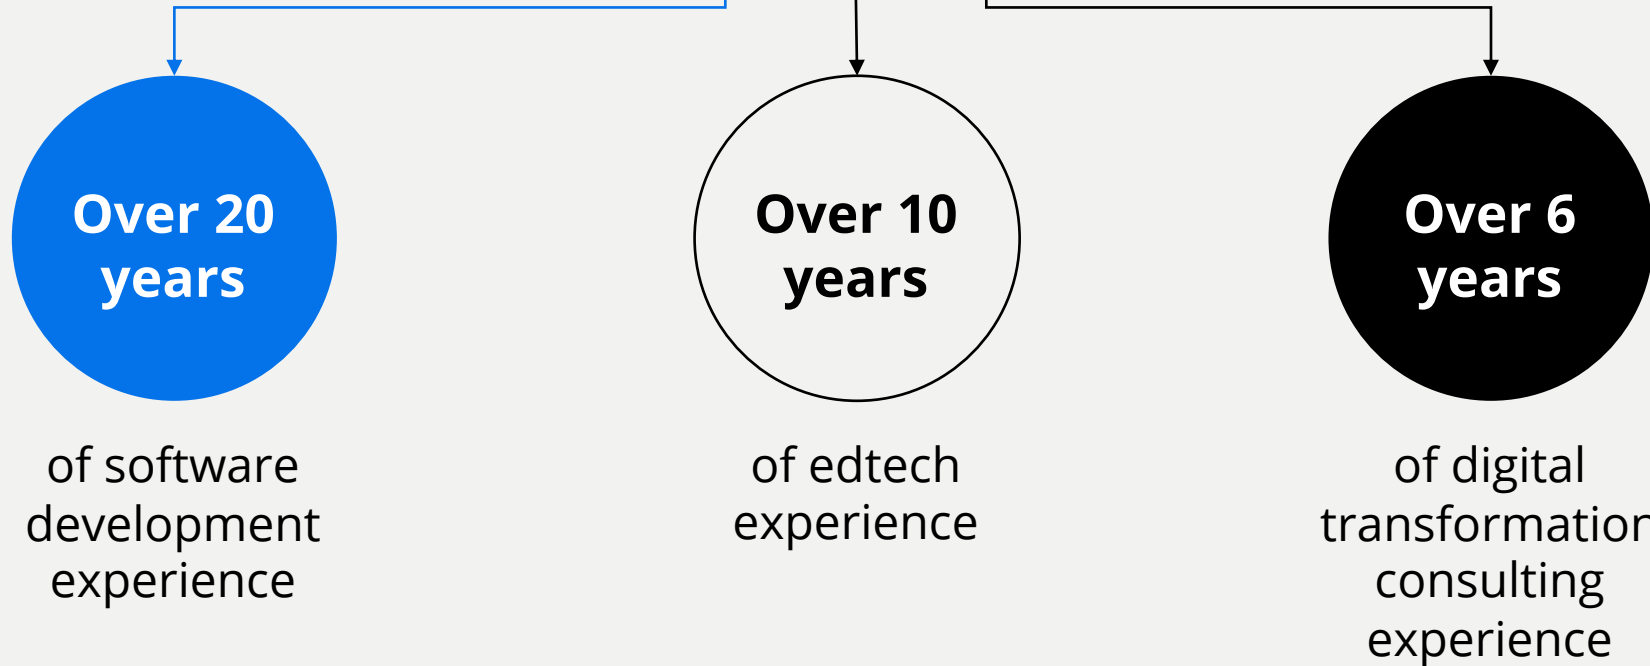 Over 20
years
of software
development
experience
Over 10
years
of edtech
experience
Over 6
years
of digital
transformation
consulting
experience